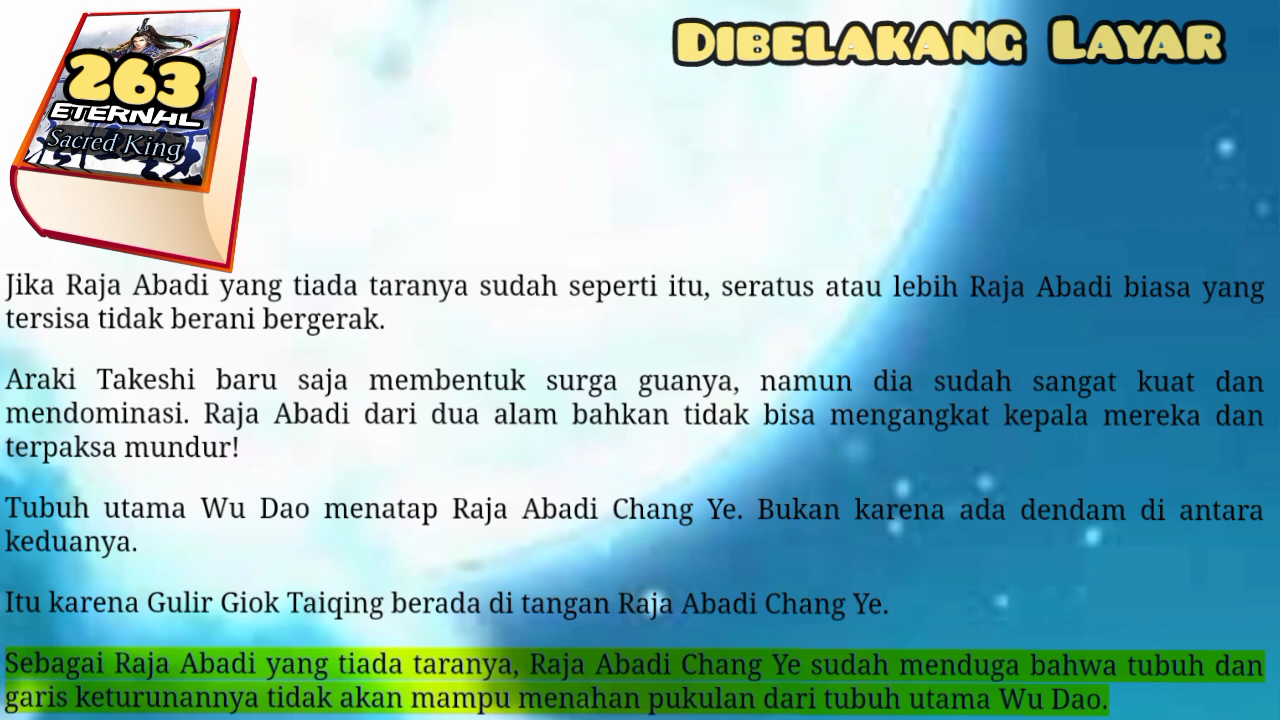 DIBELAKANG LAYAR
263
ETERNAL
Sacred King
Jika Raja Abadi yang tiada taranya sudah seperti itu, seratus atau lebih Raja Abadi biasa yang
tersisa tidak berani bergerak.
Araki Takeshi baru saja membentuk surga guanya, namun dia sudah sangat kuat dan
mendominasi. Raja Abadi dari dua alam bahkan tidak bisa mengangkat kepala mereka dan
terpaksa mundur!
Tubuh utama Wu Dao menatap Raja Abadi Chang Ye. Bukan karena ada dendam di antara
keduanya.
Itu karena Gulir Giok Taiqing berada di tangan Raja Abadi Chang Ye.
Sebagai Raja Abadi yang tiada taranya, Raja Abadi Chang Ye sudah menduga bahwa tubuh dan
garis keturunannya tidak akan mampu menahan pukulan dari tubuh utama Wu Dao.